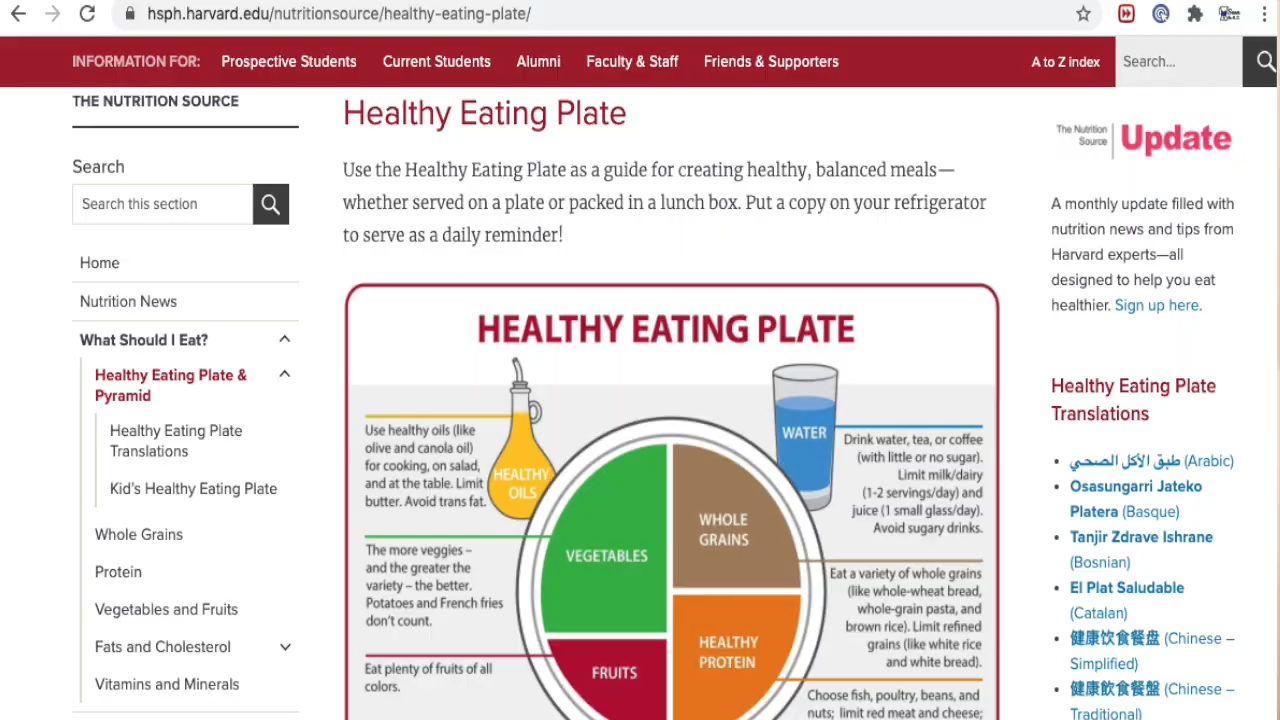 hsph.harvard.edu/nutritionsource/healthy-eating-plate/
INFORMATION FOR: Prospective Students Current Students Alumni Faculty & Staff Friends & Supporters A to Z index Search...
THE NUTRITION SOURCE
Search
Search this section
Home
Nutrition News
What Should I Eat?
Healthy Eating Plate &
Pyramid
Healthy Eating Plate
Translations
Kid's Healthy Eating Plate
Whole Grains
Protein
Vegetables and Fruits
Fats and Cholesterol
Vitamins and Minerals
Healthy Eating Plate
Use the Healthy Eating Plate as a guide for creating healthy, balanced meals—
whether served on a plate or packed in a lunch box. Put a copy on your refrigerator
to serve as a daily reminder!
HEALTHY EATING PLATE
Use healthy oils (like
olive and canola oil)
for cooking, on salad,
and at the table. Limit
butter. Avoid trans fat.
HEALTHY
OILS
The more veggies –
and the greater the
variety – the better.
Potatoes and French fries
don't count.
Eat plenty of fruits of all
colors.
VEGETABLES
FRUITS
WHOLE
GRAINS
HEALTHY
PROTEIN
WATER
Drink water, tea, or coffee
(with little or no sugar).
Limit milk/dairy
(1-2 servings/day) and
juice (1 small glass/day).
Avoid sugary drinks.
Eat a variety of whole grains
(like whole-wheat bread,
whole-grain pasta, and
brown rice). Limit refined
grains (like white rice
and white bread).
Choose fish, poultry, beans, and
nuts; limit red meat and cheese;
The Nutrition
Source
Update
A monthly update filled with
nutrition news and tips from
Harvard experts—all
designed to help you eat
healthier. Sign up here.
Healthy Eating Plate
Translations
• طبق الأكل الصحي (Arabic)
• Osasungarri Jateko
Platera (Basque)
• Tanjir Zdrave Ishrane
(Bosnian)
• El Plat Saludable
(Catalan)
• 健康饮食餐盘 (Chinese –
Simplified)
• 健康飲食餐盤 (Chinese –
Traditional)